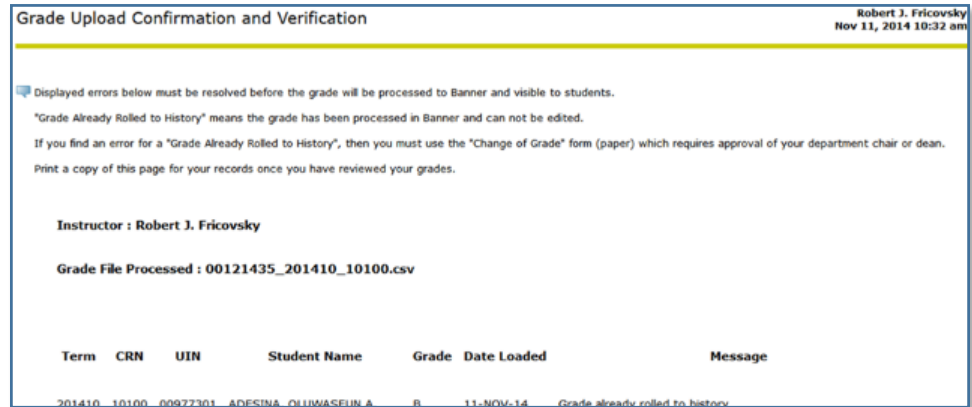 Grade Upload Confirmation and Verification
Robert J. Fricovsky
Nov 11, 2014 10:32 am
Displayed errors below must be resolved before the grade will be processed to Banner and visible to students.
"Grade Already Rolled to History" means the grade has been processed in Banner and can not be edited.
If you find an error for a "Grade Already Rolled to History", then you must use the "Change of Grade" form (paper) which requires approval of your department chair or dean.
Print a copy of this page for your records once you have reviewed your grades.
Instructor : Robert J. Fricovsky
Grade File Processed : 00121435_201410_10100.csv
Term CRN UIN Student Name Grade Date Loaded Message
201410 10100 00977301 ADESINA, OLUWASEUN A. B 11-NOV-14 Grade already rolled to history